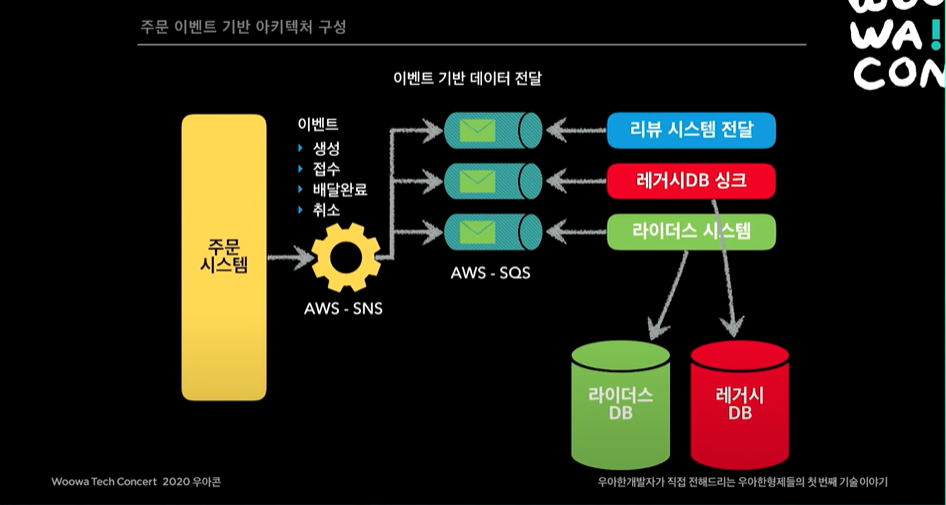 주문 이벤트 기반 아키텍처 구성
WOO
WA!
CON
이벤트 기반 데이터 전달
이벤트
생성
접수
배달완료
취소
주문
시스템
AWS - SNS
AWS - SQS
리뷰 시스템 전달
레거시DB 싱크
라이더스 시스템
라이더스
DB
레거시
DB
Woowa Tech Concert 2020 우아콘
우아한개발자가 직접 전해드리는 우아한형제들의 첫 번째 기술 이야기